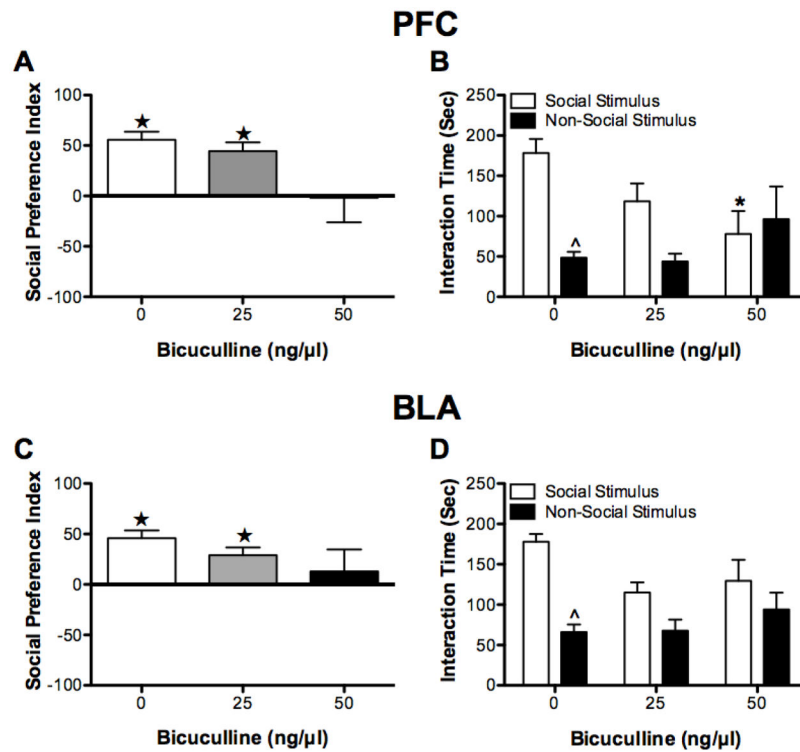 PFC
A
Social Preference Index
100
50
0
-50
-100
★
★
0
25
50
Bicuculline (ng/µl)
B
Interaction Time (Sec)
250
200
150
100
50
0
Social Stimulus
Non-Social Stimulus
^
*
0
25
50
Bicuculline (ng/µl)
BLA
C
Social Preference Index
100
50
0
-50
-100
★
★
0
25
50
Bicuculline (ng/µl)
D
Interaction Time (Sec)
250
200
150
100
50
0
Social Stimulus
Non-Social Stimulus
^
0
25
50
Bicuculline (ng/µl)